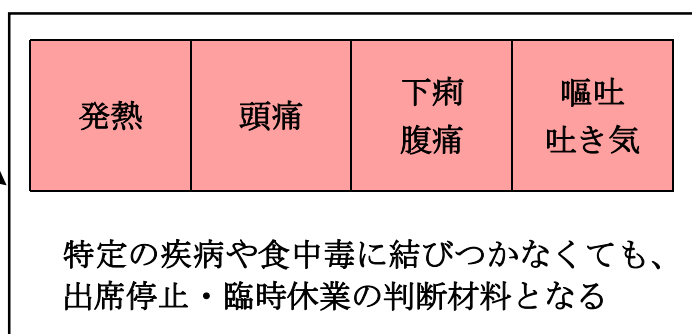 発熱
頭痛
下痢
腹痛
嘔吐
吐き気
特定の疾病や食中毒に結びつかなくても、
出席停止・臨時休業の判断材料となる